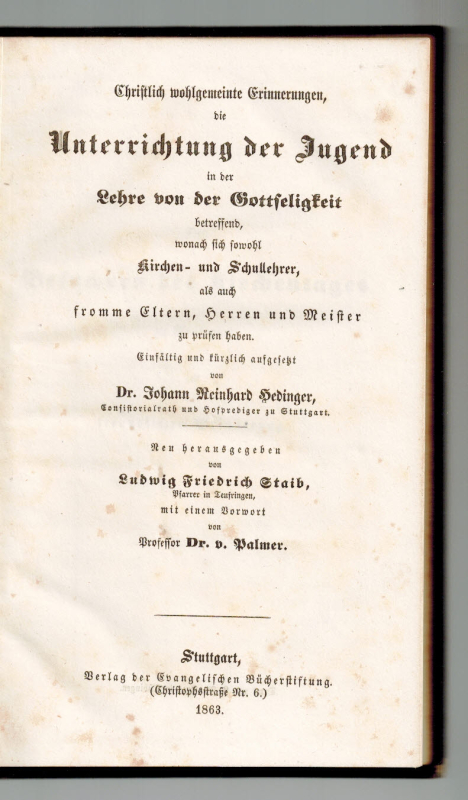 Christlich wohlgemeinte Erinnerungen,
die
Unterrichtung der Jugend
in der
Lehre von der Gottseligkeit
betreffend,
wonach sich sowohl
Kirchen- und Schullehrer,
als auch
fromme Eltern, Herren und Meister
zu prüfen haben.
Einfältig und kürzlich aufgesetzt
von
Dr. Johann Reinhard Hedinger,
Consistorialrath und Hofprediger zu Stuttgart.
Neu herausgegeben
von
Ludwig Friedrich Staib,
Pfarrer in Teufringen,
mit einem Vorwort
von
Professor Dr. v. Palmer.
Stuttgart,
Verlag der Evangelischen Bücherstiftung.
(Christophsstraße Nr. 6.)
1863.